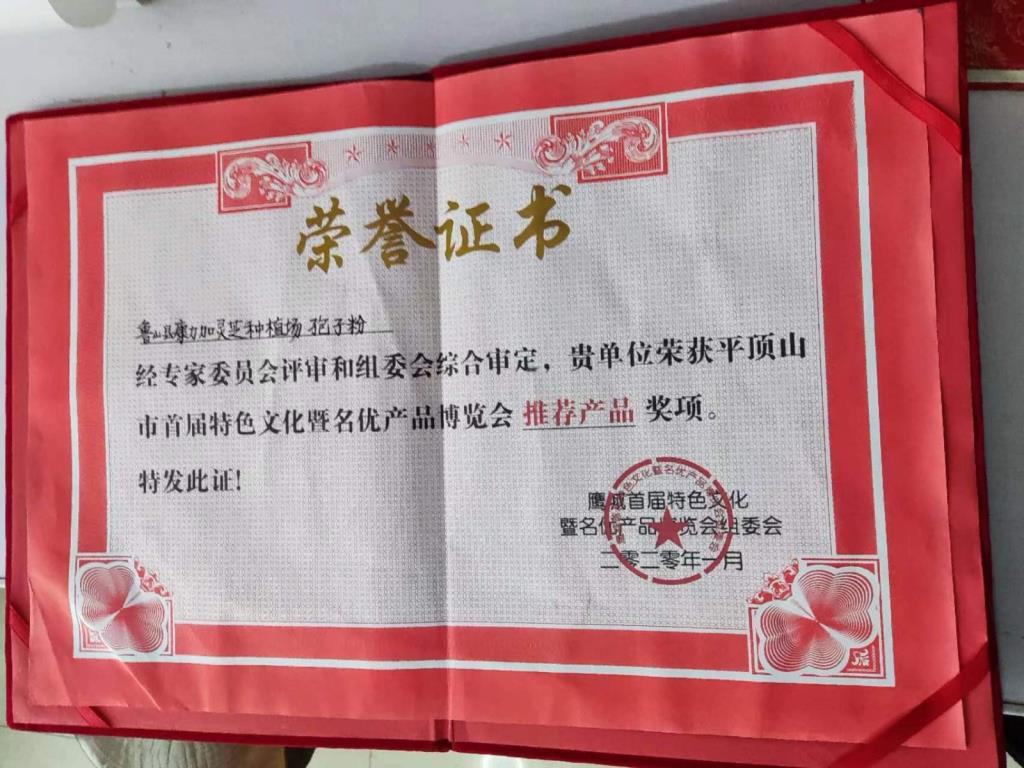 荣誉证书
鲁山县康力加灵芝种植场 孢子粉
经专家委员会评审和组委会综合审定，贵单位荣获平顶山
市首届特色文化暨名优产品博览会 推荐产品 奖项。
特发此证！
鹰城首届特色文化
暨名优产品博览会组委会
二零二零年一月